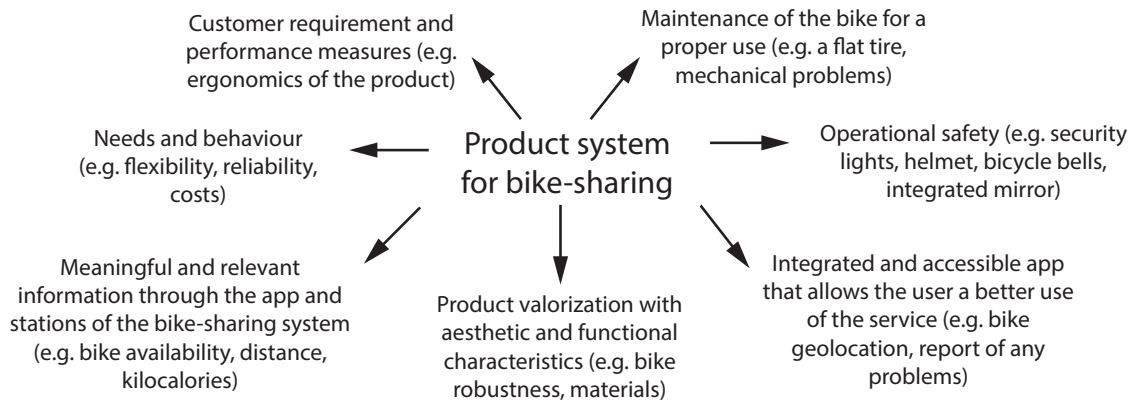 Customer requirement and
performance measures (e.g.
ergonomics of the product)
Maintenance of the bike for a
proper use (e.g. a flat tire,
mechanical problems)
Needs and behaviour
(e.g. flexibility, reliability,
costs)
Product system
for bike-sharing
Operational safety (e.g. security
lights, helmet, bicycle bells,
integrated mirror)
Meaningful and relevant
information through the app and
stations of the bike-sharing system
(e.g. bike availability, distance,
kilocalories)
Product valorization with
aesthetic and functional
characteristics (e.g. bike
robustness, materials)
Integrated and accessible app
that allows the user a better use
of the service (e.g. bike
geolocation, report of any
problems)